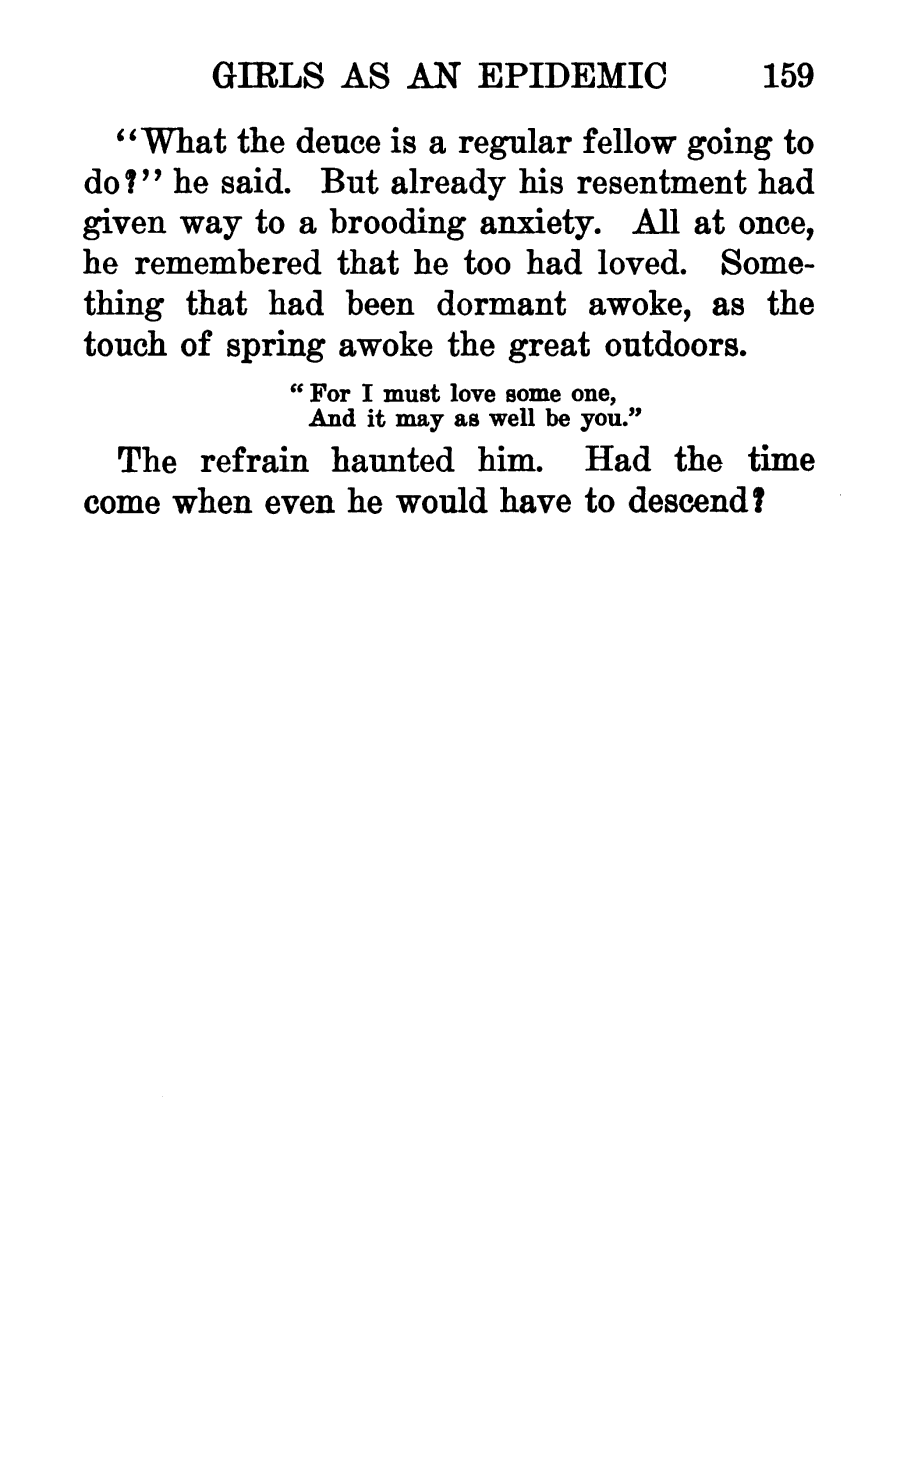 GIRLS AS AN EPIDEMIC 159
“What the deuce is a regular fellow going to
do?” he said. But already his resentment had
given way to a brooding anxiety. All at once,
he remembered that he too had loved. Some-
thing that had been dormant awoke, as the
touch of spring awoke the great outdoors.
“For I must love some one,
And it may as well be you.”
The refrain haunted him. Had the time
come when even he would have to descend?